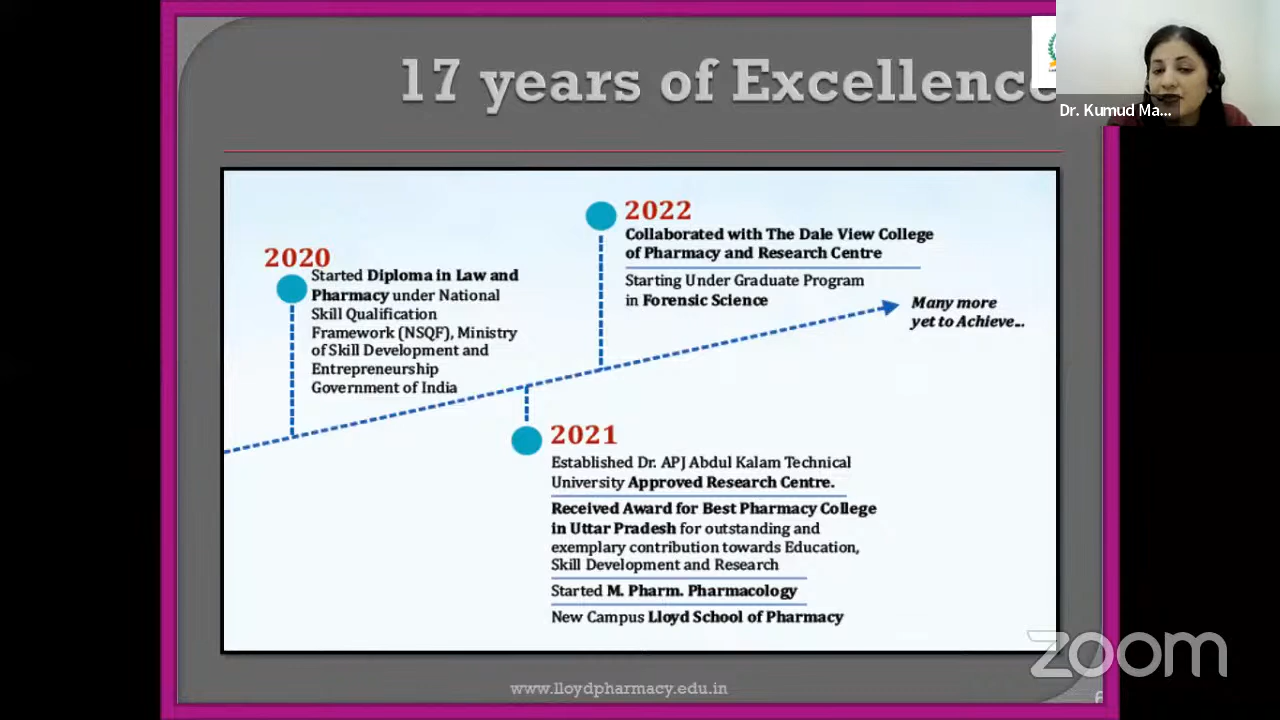 17 years of Excellence
Dr. Kumud Ma...
2020
Started Diploma in Law and
Pharmacy under National
Skill Qualification
Framework (NSQF), Ministry
of Skill Development and
Entrepreneurship
Government of India
2022
Collaborated with The Dale View College
of Pharmacy and Research Centre
Starting Under Graduate Program
in Forensic Science
Many more
yet to Achieve...
2021
Established Dr. APJ Abdul Kalam Technical
University Approved Research Centre.
Received Award for Best Pharmacy College
in Uttar Pradesh for outstanding and
exemplary contribution towards Education,
Skill Development and Research
Started M. Pharm. Pharmacology
New Campus Lloyd School of Pharmacy
zoom
www.lloydpharmacy.edu.in
6